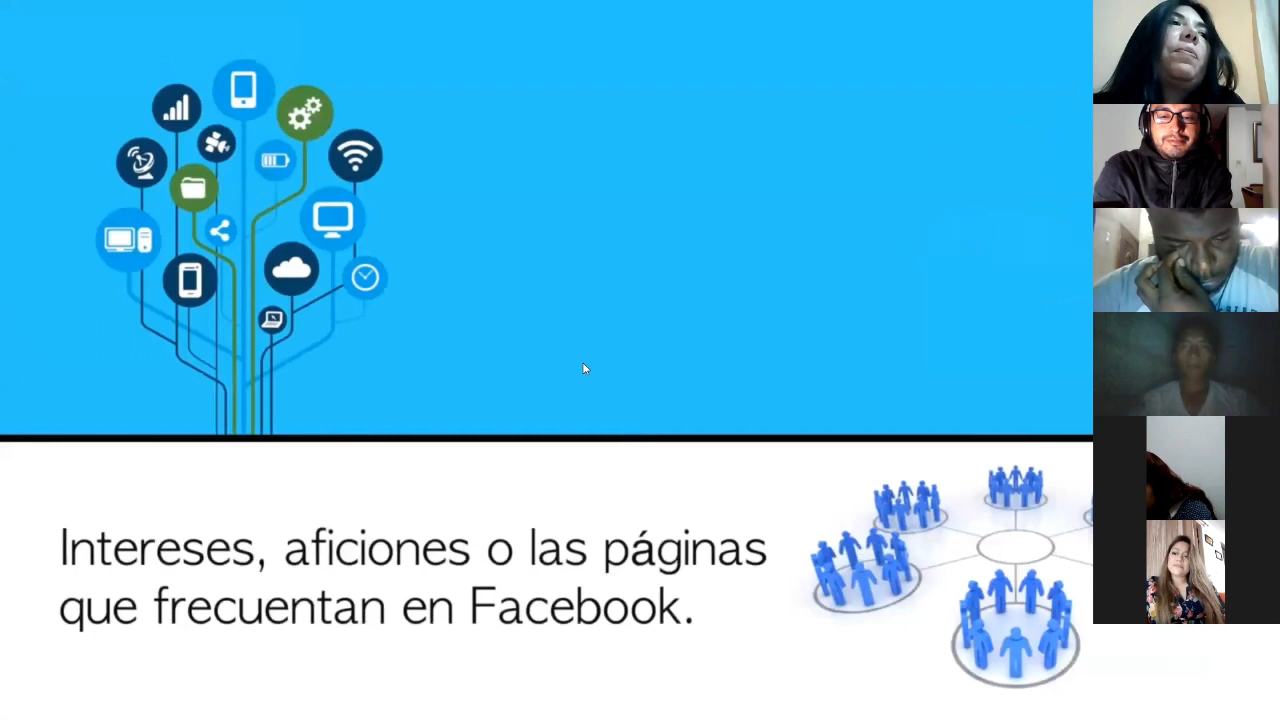 Intereses, aficiones o las páginas
que frecuentan en Facebook.